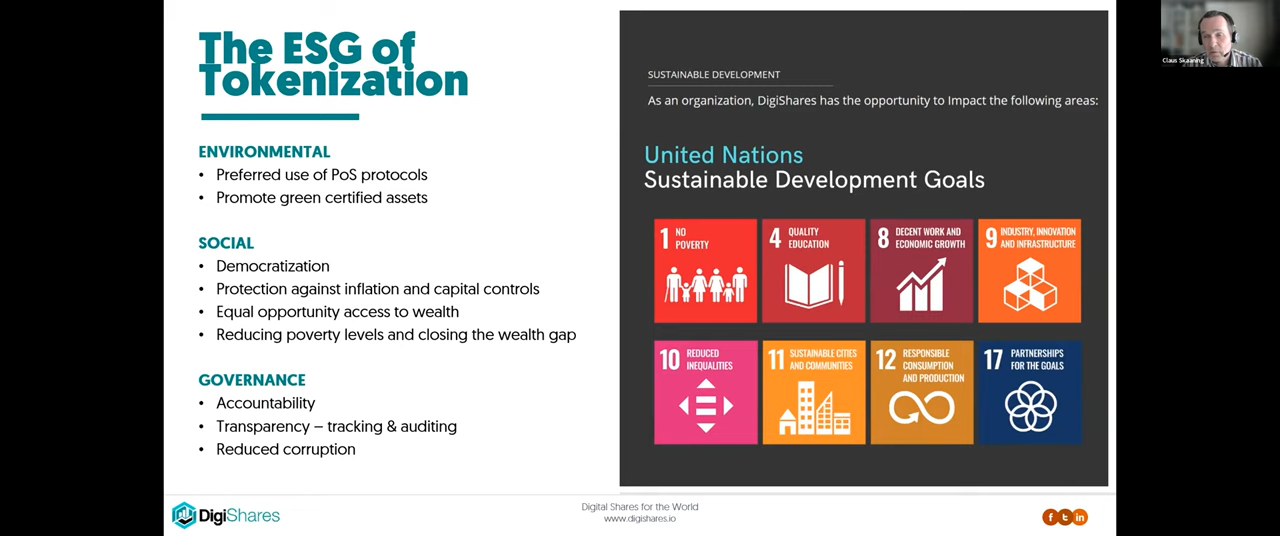 The ESG of
Tokenization
ENVIRONMENTAL
• Preferred use of PoS protocols
• Promote green certified assets
SOCIAL
• Democratization
• Protection against inflation and capital controls
• Equal opportunity access to wealth
• Reducing poverty levels and closing the wealth gap
GOVERNANCE
• Accountability
• Transparency – tracking & auditing
• Reduced corruption
SUSTAINABLE DEVELOPMENT
As an organization, DigiShares has the opportunity to Impact the following areas:
United Nations
Sustainable Development Goals
1 NO
POVERTY
4 QUALITY
EDUCATION
8 DECENT WORK AND
ECONOMIC GROWTH
9 INDUSTRY, INNOVATION
AND INFRASTRUCTURE
10 REDUCED
INEQUALITIES
11 SUSTAINABLE CITIES
AND COMMUNITIES
12 RESPONSIBLE
CONSUMPTION
AND PRODUCTION
17 PARTNERSHIPS
FOR THE GOALS
DigiShares
Digital Shares for the World
www.digishares.io
Claus Skaaning